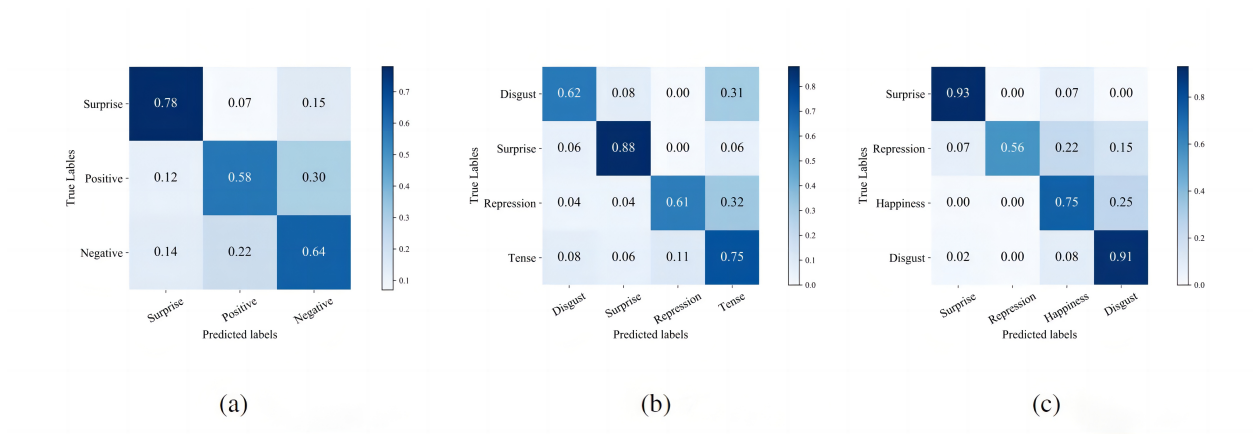 Surprise
0.78 0.07 0.15
Positive
0.12 0.58 0.30
Negative
0.14 0.22 0.64
Surprise Positive Negative
True Lables
Predicted labels
0.7
0.6
0.5
0.4
0.3
0.2
0.1
(a)
Disgust
0.62 0.08 0.00 0.31
Surprise
0.06 0.88 0.00 0.06
Repression
0.04 0.04 0.61 0.32
Tense
0.08 0.06 0.11 0.75
Disgust Surprise Repression Tense
True Lables
Predicted labels
0.8
0.7
0.6
0.5
0.4
0.3
0.2
0.1
0.0
(b)
Surprise
0.93 0.00 0.07 0.00
Repression
0.07 0.56 0.22 0.15
Happiness
0.00 0.00 0.75 0.25
Disgust
0.02 0.00 0.08 0.91
Surprise Repression Happiness Disgust
True Lables
Predicted labels
0.8
0.6
0.4
0.2
0.0
(c)